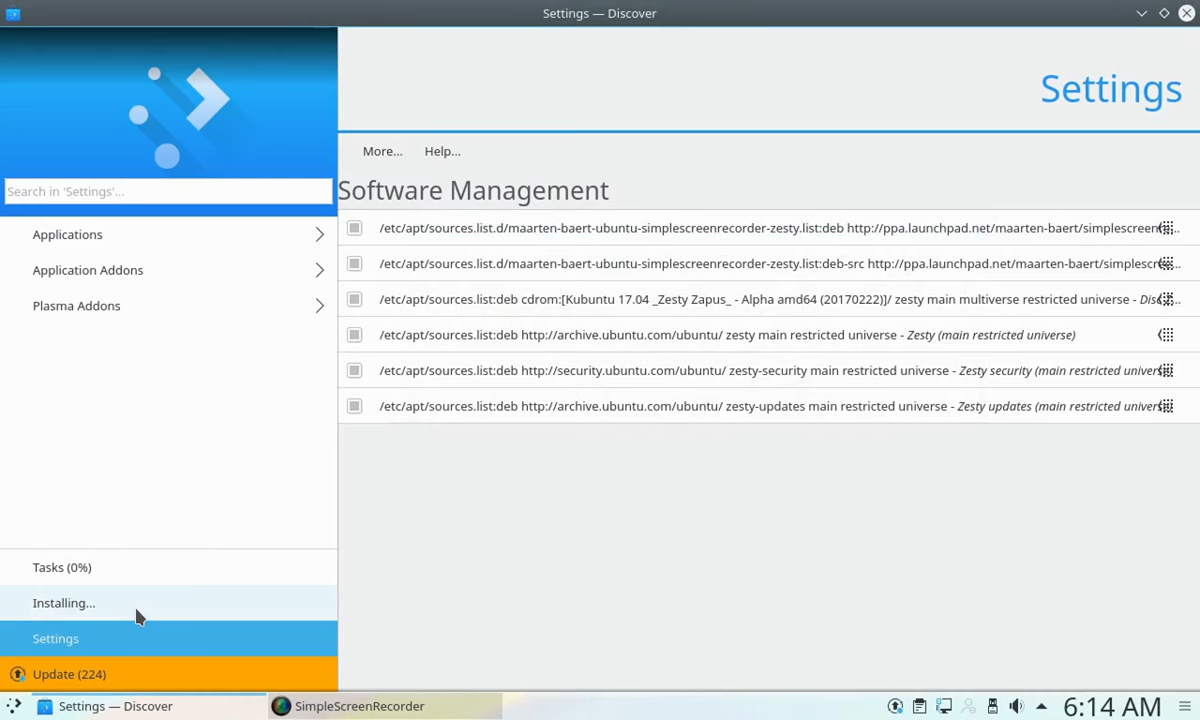 Settings — Discover
Settings
Search in 'Settings'...
More...
Help...
Software Management
Applications
Application Addons
Plasma Addons
/etc/apt/sources.list.d/maarten-baert-ubuntu-simplescreenrecorder-zesty.list:deb http://ppa.launchpad.net/maarten-baert/simplescreen
/etc/apt/sources.list.d/maarten-baert-ubuntu-simplescreenrecorder-zesty.list:deb-src http://ppa.launchpad.net/maarten-baert/simplescr
/etc/apt/sources.list:deb cdrom:[Kubuntu 17.04 _Zesty Zapus_ - Alpha amd64 (20170222)]/ zesty main multiverse restricted universe -
/etc/apt/sources.list:deb http://archive.ubuntu.com/ubuntu/ zesty main restricted universe - Zesty (main restricted universe)
/etc/apt/sources.list:deb http://security.ubuntu.com/ubuntu/ zesty-security main restricted universe - Zesty security (main restricted univers
/etc/apt/sources.list:deb http://archive.ubuntu.com/ubuntu/ zesty-updates main restricted universe - Zesty updates (main restricted univers
Tasks (0%)
Installing...
Settings
Update (224)
Settings — Discover
SimpleScreenRecorder
6:14 AM